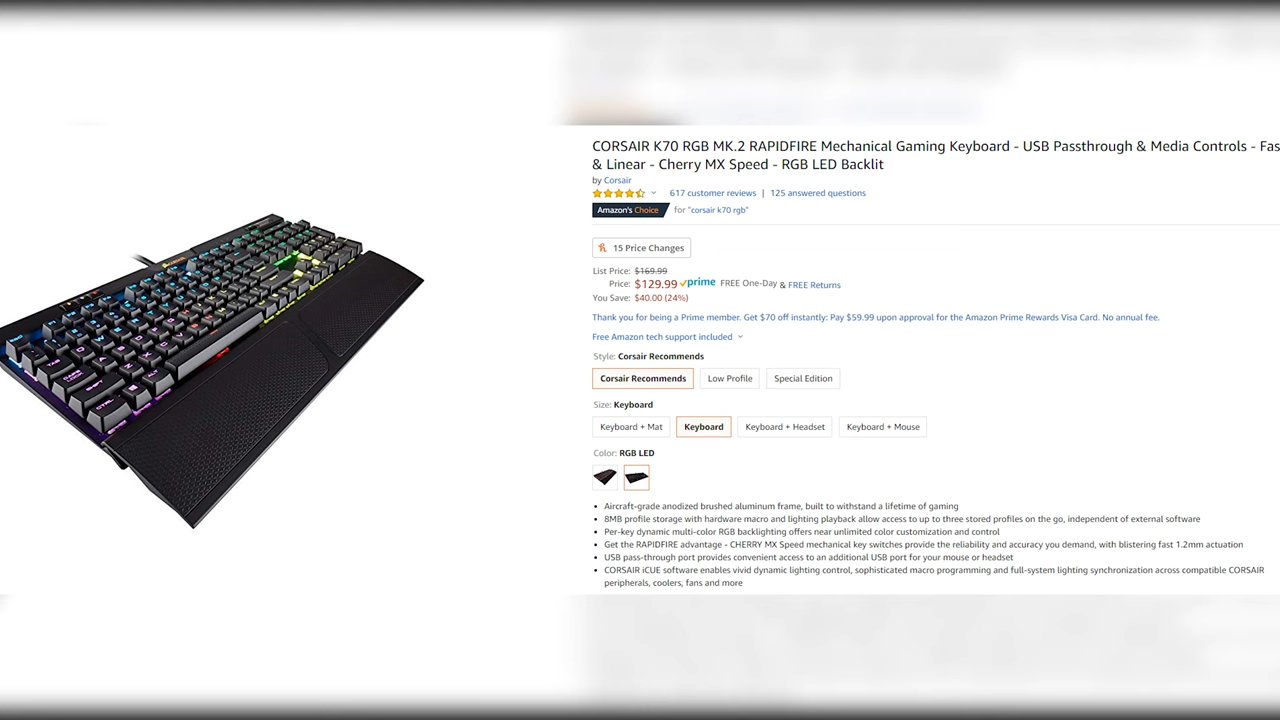 CORSAIR K70 RGB MK.2 RAPIDFIRE Mechanical Gaming Keyboard - USB Passthrough & Media Controls - Fas
& Linear - Cherry MX Speed - RGB LED Backlit
by Corsair
617 customer reviews | 125 answered questions
Amazon's Choice for "corsair k70 rgb"
15 Price Changes
List Price: $169.99
Price: $129.99 prime FREE One-Day & FREE Returns
You Save: $40.00 (24%)
Thank you for being a Prime member. Get $70 off instantly: Pay $59.99 upon approval for the Amazon Prime Rewards Visa Card. No annual fee.
Free Amazon tech support included
Style: Corsair Recommends
Corsair Recommends Low Profile Special Edition
Size: Keyboard
Keyboard + Mat Keyboard Keyboard + Headset Keyboard + Mouse
Color: RGB LED
• Aircraft-grade anodized brushed aluminum frame, built to withstand a lifetime of gaming
• 8MB profile storage with hardware macro and lighting playback allow access to up to three stored profiles on the go, independent of external software
• Per-key dynamic multi-color RGB backlighting offers near unlimited color customization and control
• Get the RAPIDFIRE advantage - CHERRY MX Speed mechanical key switches provide the reliability and accuracy you demand, with blistering fast 1.2mm actuation
• USB pass-through port provides convenient access to an additional USB port for your mouse or headset
• CORSAIR iCUE software enables vivid dynamic lighting control, sophisticated macro programming and full-system lighting synchronization across compatible CORSAIR
peripherals, coolers, fans and more